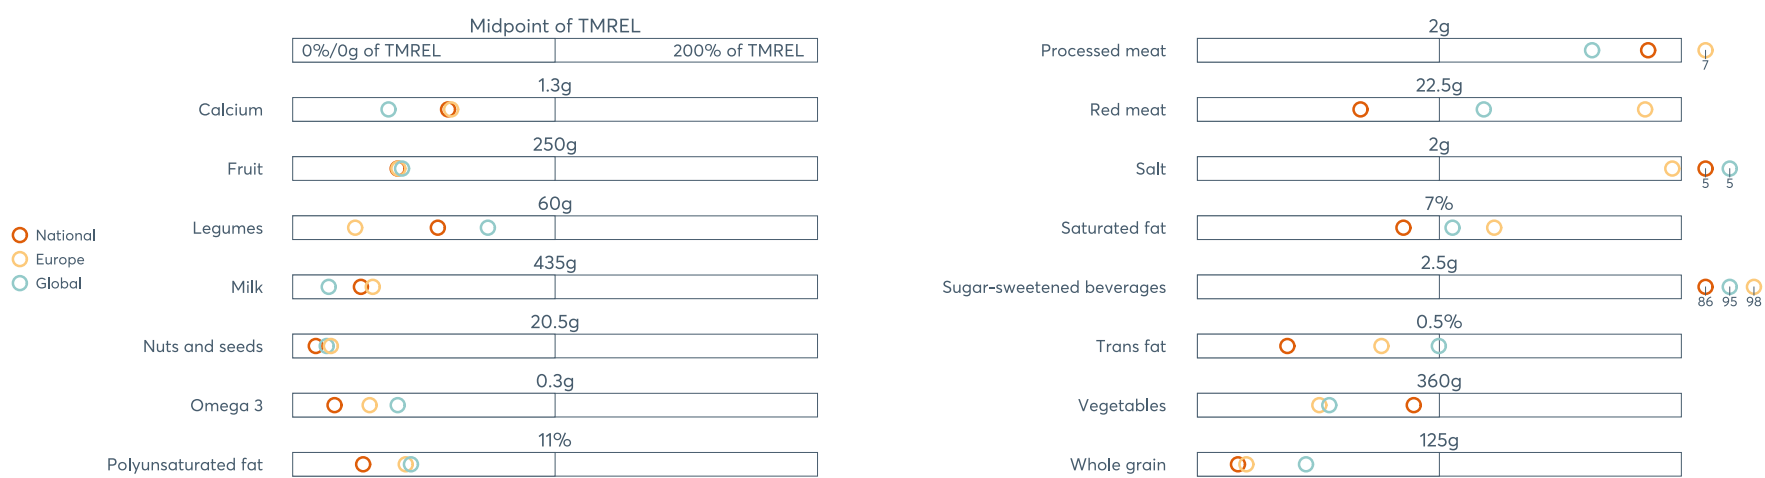 Midpoint of TMREL
0%/0g of TMREL 200% of TMREL
1.3g
Calcium
250g
Fruit
60g
Legumes
435g
Milk
20.5g
Nuts and seeds
0.3g
Omega 3
11%
Polyunsaturated fat
National
Europe
Global
2g
Processed meat
7
22.5g
Red meat
2g
Salt
5 5
7%
Saturated fat
2.5g
Sugar-sweetened beverages
86 95 98
0.5%
Trans fat
360g
Vegetables
125g
Whole grain